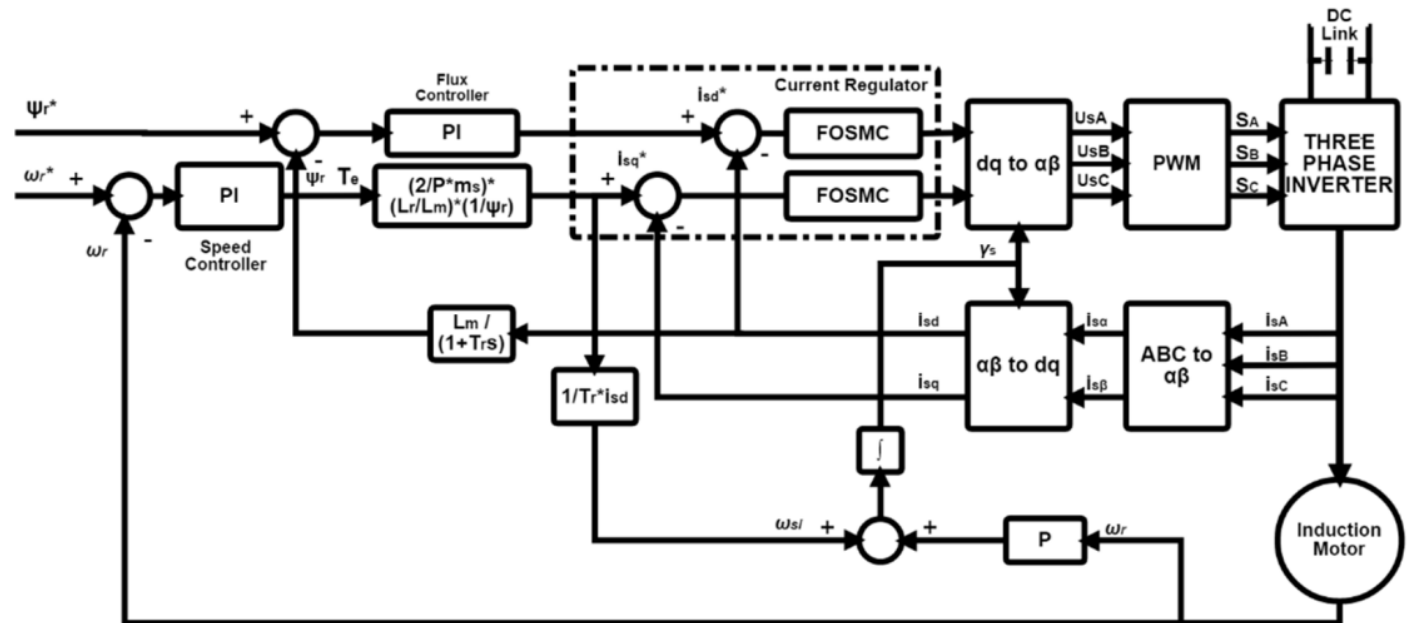 DC
Link
Flux
Controller
Current Regulator
Ψr*
+
-
PI
isd*
+
-
FOSMC
dq to αβ
UsA
UsB
UsC
PWM
SA
SB
SC
THREE
PHASE
INVERTER
ωr*
+
-
ωr
PI
Speed
Controller
Ψr
Te
(2/P*ms)*
(Lr/Lm)*(1/Ψr)
isq*
+
-
FOSMC
γs
Lm /
(1+Trs)
isd
isq
αβ to dq
isα
isβ
ABC to
αβ
isA
isB
isC
1/Tr*isd
∫
ωsl
+
+
P
ωr
Induction
Motor